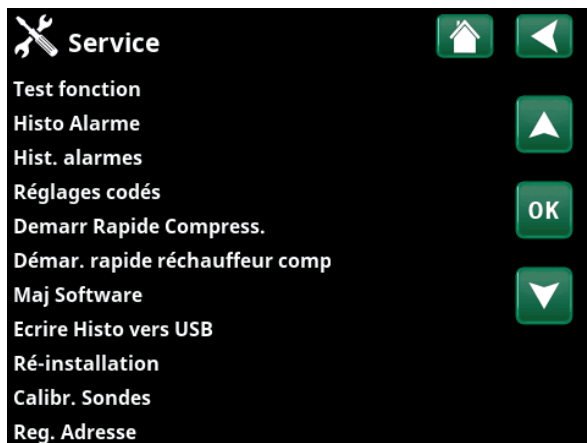 Service
Test fonction
Histo Alarme
Hist. alarmes
Réglages codés
OK
Demarr Rapide Compress.
Démar. rapide réchauffeur comp
Maj Software
Ecrire Histo vers USB
Ré-installation
Calibr. Sondes
Reg. Adresse